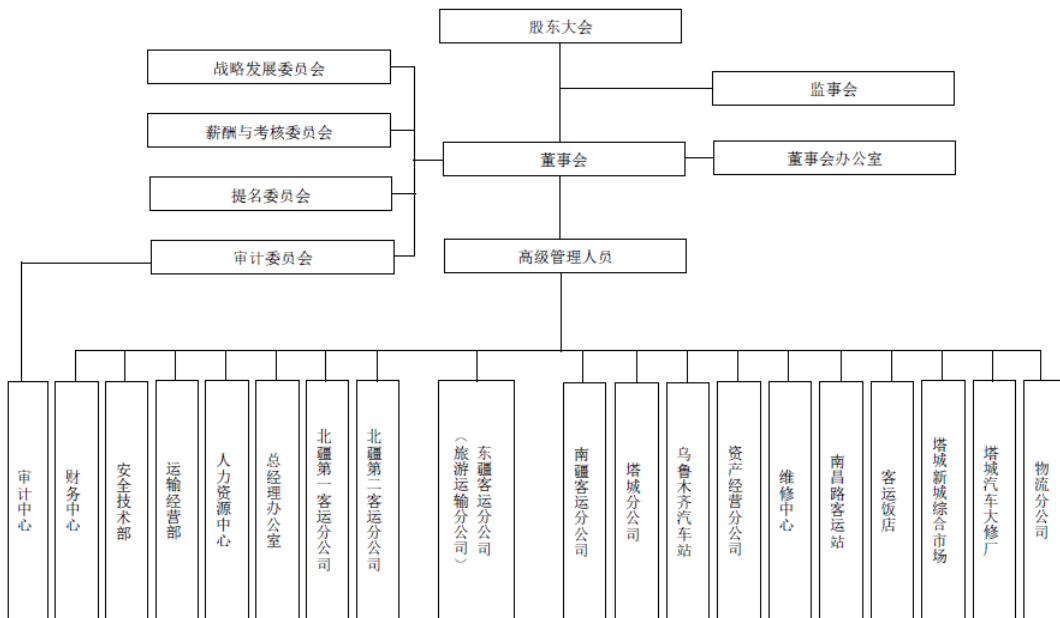 股东大会
战略发展委员会
监事会
薪酬与考核委员会
董事会
董事会办公室
提名委员会
审计委员会
高级管理人员
审计中心
财务中心
安全技术部
运输经营部
人力资源中心
总经理办公室
北疆第一客运分公司
北疆第二客运分公司
东疆客运分公司
（旅游运输分公司）
南疆客运分公司
塔城分公司
乌鲁木齐汽车站
资产经营分公司
维修中心
南昌路客运站
客运饭店
塔城新城综合市场
塔城汽车大修厂
物流分公司